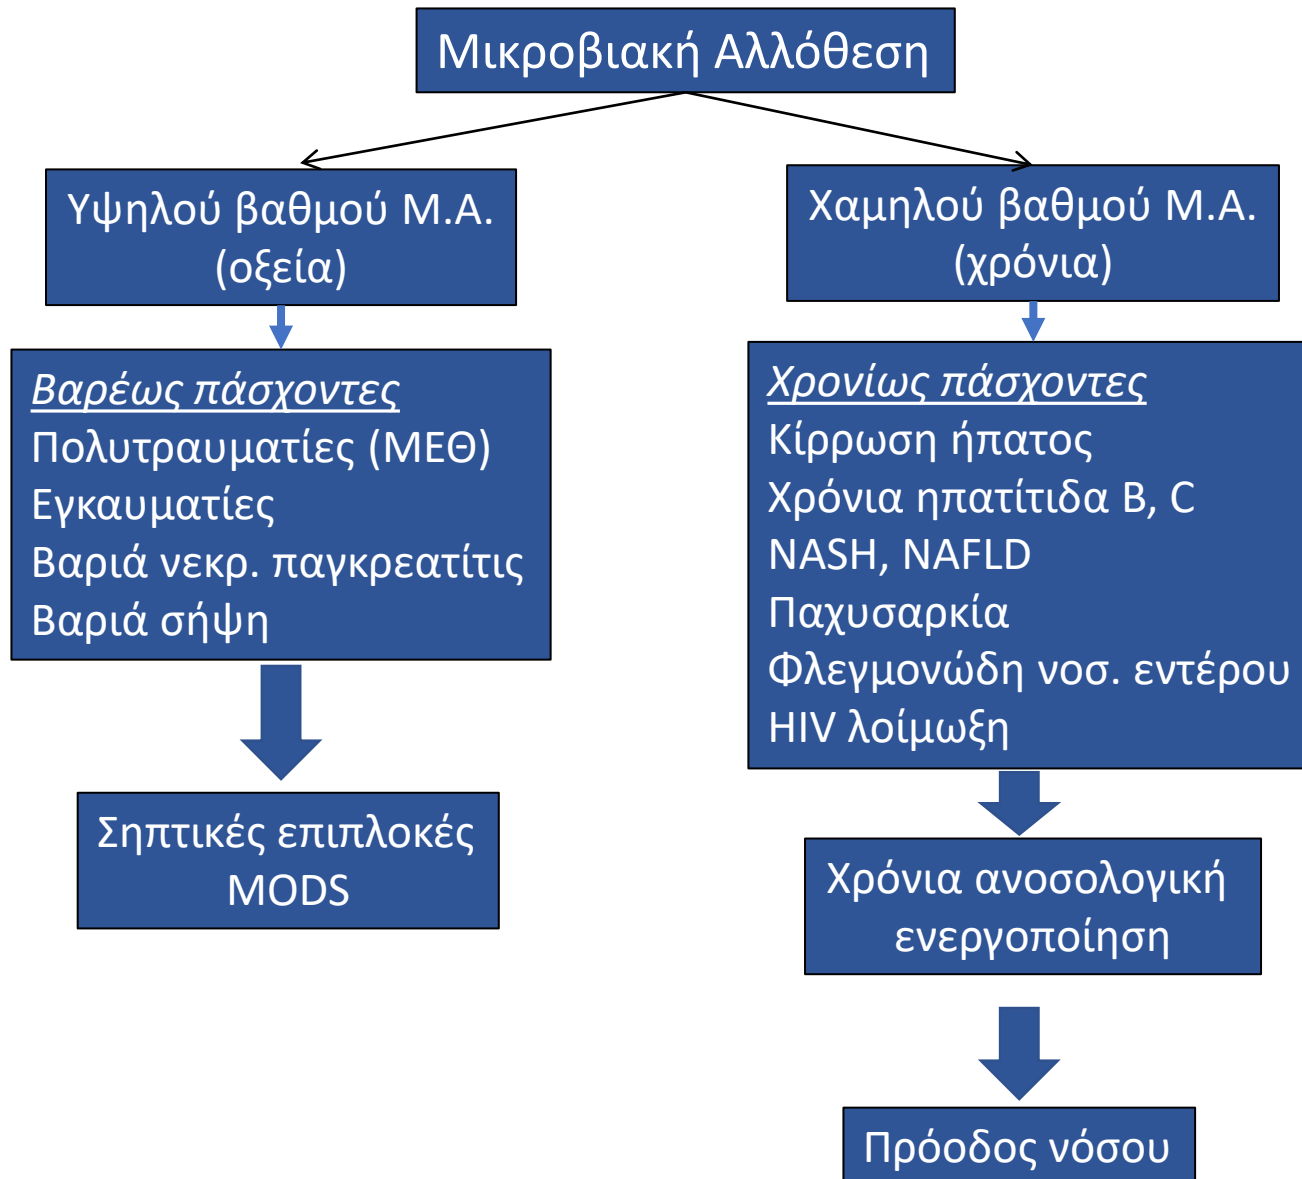 Μικροβιακή Αλλόθεση
Υψηλού βαθμού Μ.Α.
(οξεία)
Βαρέως πάσχοντες
Πολυτραυματίες (ΜΕΘ)
Εγκαυματίες
Βαριά νεκρ. παγκρεατίτις
Βαριά σήψη
Σηπτικές επιπλοκές
MODS
Χαμηλού βαθμού Μ.Α.
(χρόνια)
Χρονίως πάσχοντες
Κίρρωση ήπατος
Χρόνια ηπατίτιδα B, C
NASH, NAFLD
Παχυσαρκία
Φλεγμονώδη νοσ. εντέρου
HIV λοίμωξη
Χρόνια ανοσολογική
ενεργοποίηση
Πρόοδος νόσου